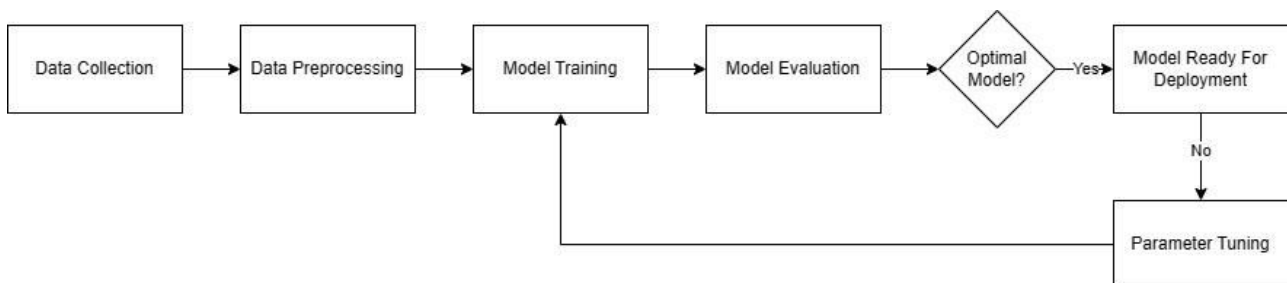 Data Collection
Data Preprocessing
Model Training
Model Evaluation
Optimal
Model?
Yes
Model Ready For
Deployment
No
Parameter Tuning